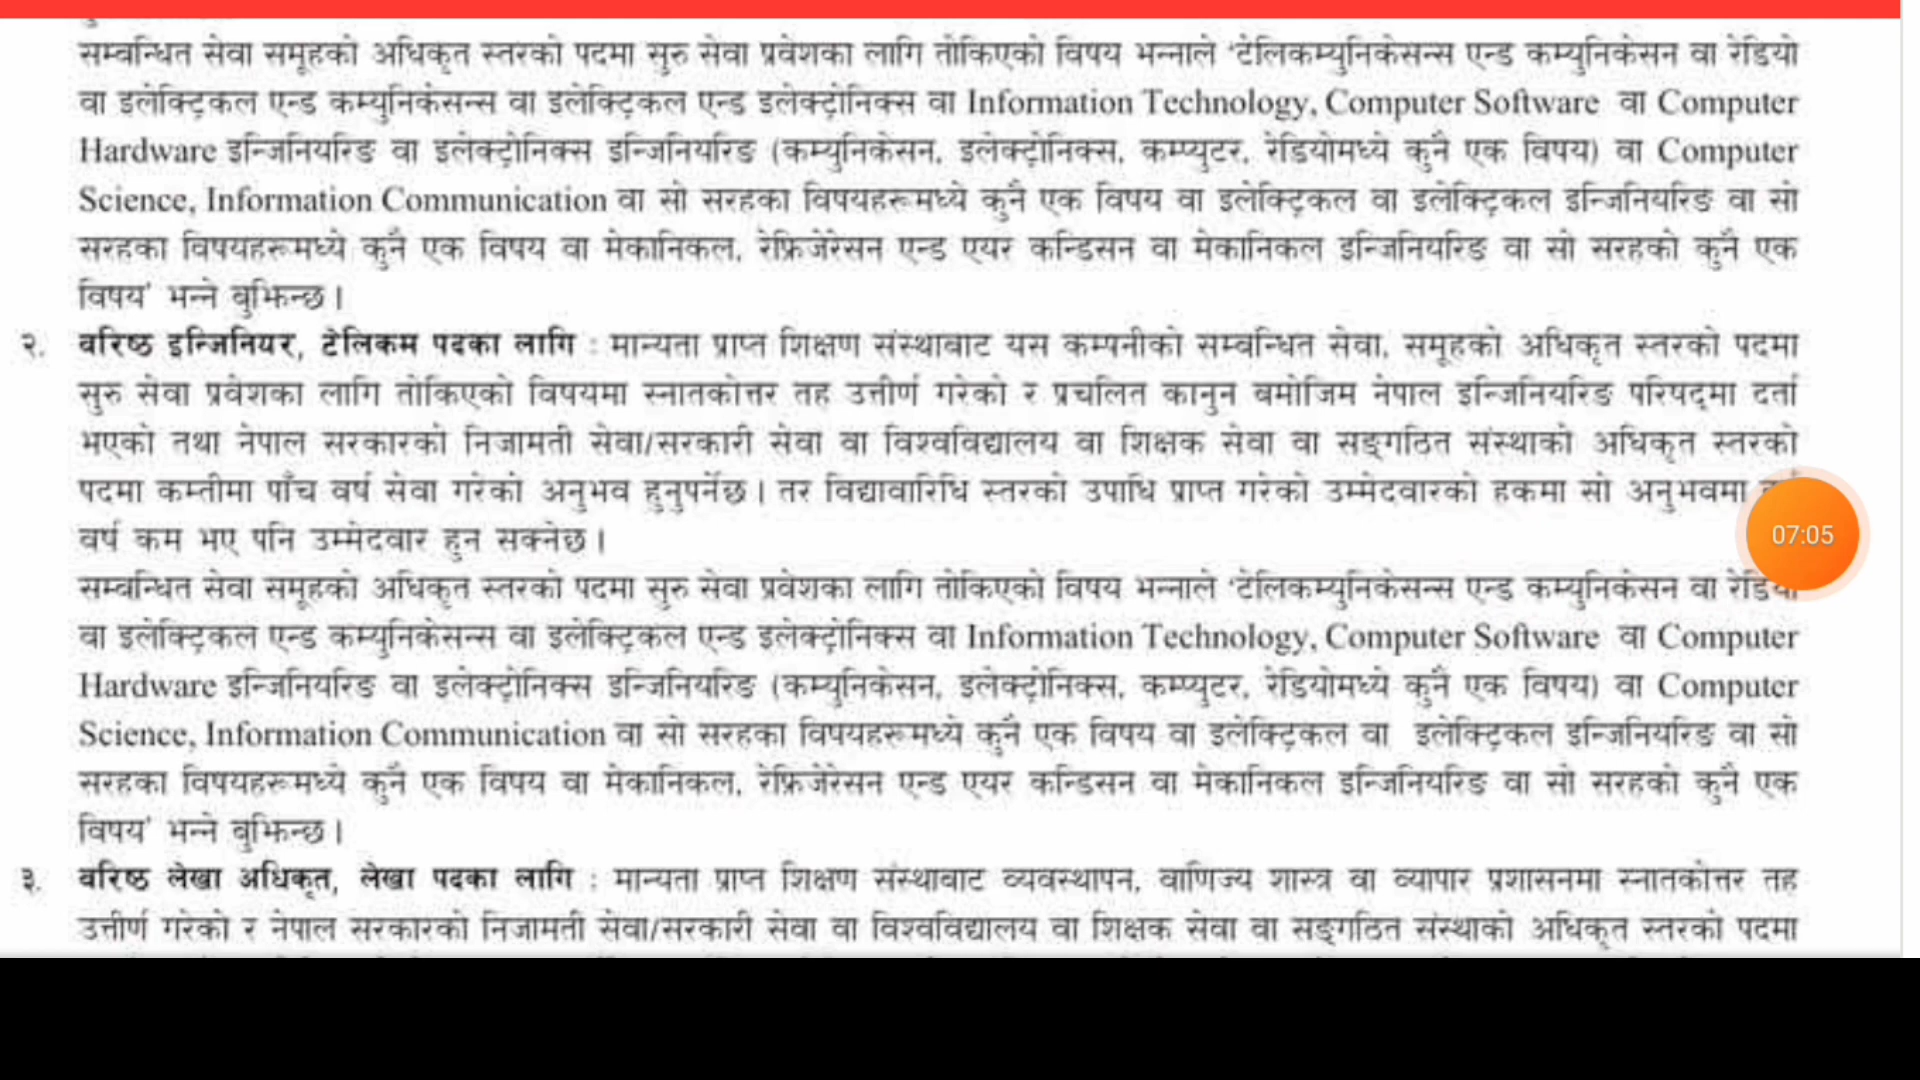 सम्बन्धित सेवा समूहको अधिकृत स्तरको पदमा सुरु सेवा प्रवेशका लागि तोकिएको विषय भन्नाले 'टेलिकम्युनिकेसन्स एन्ड कम्युनिकेसन वा रेडियो
वा इलेक्ट्रिकल एन्ड कम्युनिकेसन्स वा इलेक्ट्रिकल एन्ड इलेक्ट्रोनिक्स वा Information Technology, Computer Software वा Computer
Hardware इन्जिनियरिङ वा इलेक्ट्रोनिक्स इन्जिनियरिङ (कम्युनिकेसन, इलेक्ट्रोनिक्स, कम्प्युटर, रेडियोमध्ये कुनै एक विषय) वा Computer
Science, Information Communication वा सो सरहका विषयहरूमध्ये कुनै एक विषय वा इलेक्ट्रिकल वा इलेक्ट्रिकल इन्जिनियरिङ वा सो
सरहका विषयहरूमध्ये कुनै एक विषय वा मेकानिकल, रेफ्रिजेरेसन एन्ड एयर कन्डिसन वा मेकानिकल इन्जिनियरिङ वा सो सरहको कुनै एक
विषय' भन्ने बुझिन्छ।
२. वरिष्ठ इन्जिनियर, टेलिकम पदका लागि : मान्यता प्राप्त शिक्षण संस्थाबाट यस कम्पनीको सम्बन्धित सेवा, समूहको अधिकृत स्तरको पदमा
सुरु सेवा प्रवेशका लागि तोकिएको विषयमा स्नातकोत्तर तह उत्तीर्ण गरेको र प्रचलित कानुन बमोजिम नेपाल इन्जिनियरिङ परिषद्मा दर्ता
भएको तथा नेपाल सरकारको निजामती सेवा/सरकारी सेवा वा विश्वविद्यालय वा शिक्षक सेवा वा सङ्गठित संस्थाको अधिकृत स्तरको
पदमा कम्तीमा पाँच वर्ष सेवा गरेको अनुभव हुनुपर्नेछ। तर विद्यावारिधि स्तरको उपाधि प्राप्त गरेको उम्मेदवारको हकमा सो अनुभवमा
वर्ष कम भए पनि उम्मेदवार हुन सक्नेछ।
सम्बन्धित सेवा समूहको अधिकृत स्तरको पदमा सुरु सेवा प्रवेशका लागि तोकिएको विषय भन्नाले 'टेलिकम्युनिकेसन्स एन्ड कम्युनिकेसन वा रेडियो
वा इलेक्ट्रिकल एन्ड कम्युनिकेसन्स वा इलेक्ट्रिकल एन्ड इलेक्ट्रोनिक्स वा Information Technology, Computer Software वा Computer
Hardware इन्जिनियरिङ वा इलेक्ट्रोनिक्स इन्जिनियरिङ (कम्युनिकेसन, इलेक्ट्रोनिक्स, कम्प्युटर, रेडियोमध्ये कुनै एक विषय) वा Computer
Science, Information Communication वा सो सरहका विषयहरूमध्ये कुनै एक विषय वा इलेक्ट्रिकल वा इलेक्ट्रिकल इन्जिनियरिङ वा सो
सरहका विषयहरूमध्ये कुनै एक विषय वा मेकानिकल, रेफ्रिजेरेसन एन्ड एयर कन्डिसन वा मेकानिकल इन्जिनियरिङ वा सो सरहको कुनै एक
विषय' भन्ने बुझिन्छ।
३. वरिष्ठ लेखा अधिकृत, लेखा पदका लागि : मान्यता प्राप्त शिक्षण संस्थाबाट व्यवस्थापन, वाणिज्य शास्त्र वा व्यापार प्रशासनमा स्नातकोत्तर तह
उत्तीर्ण गरेको र नेपाल सरकारको निजामती सेवा/सरकारी सेवा वा विश्वविद्यालय वा शिक्षक सेवा वा सङ्गठित संस्थाको अधिकृत स्तरको पदमा
07:05